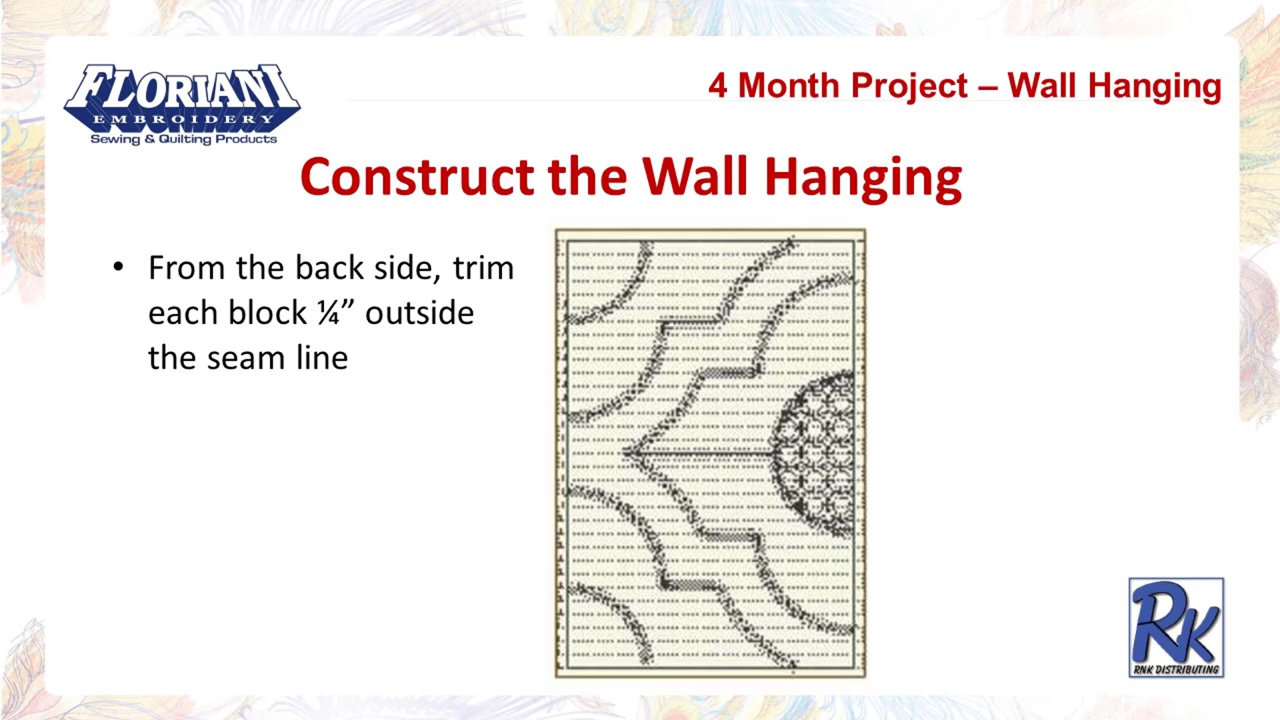 FLORIANI
EMBROIDERY
Sewing & Quilting Products
4 Month Project – Wall Hanging
Construct the Wall Hanging
• From the back side, trim
each block ¼” outside
the seam line
RNK
RNK DISTRIBUTING